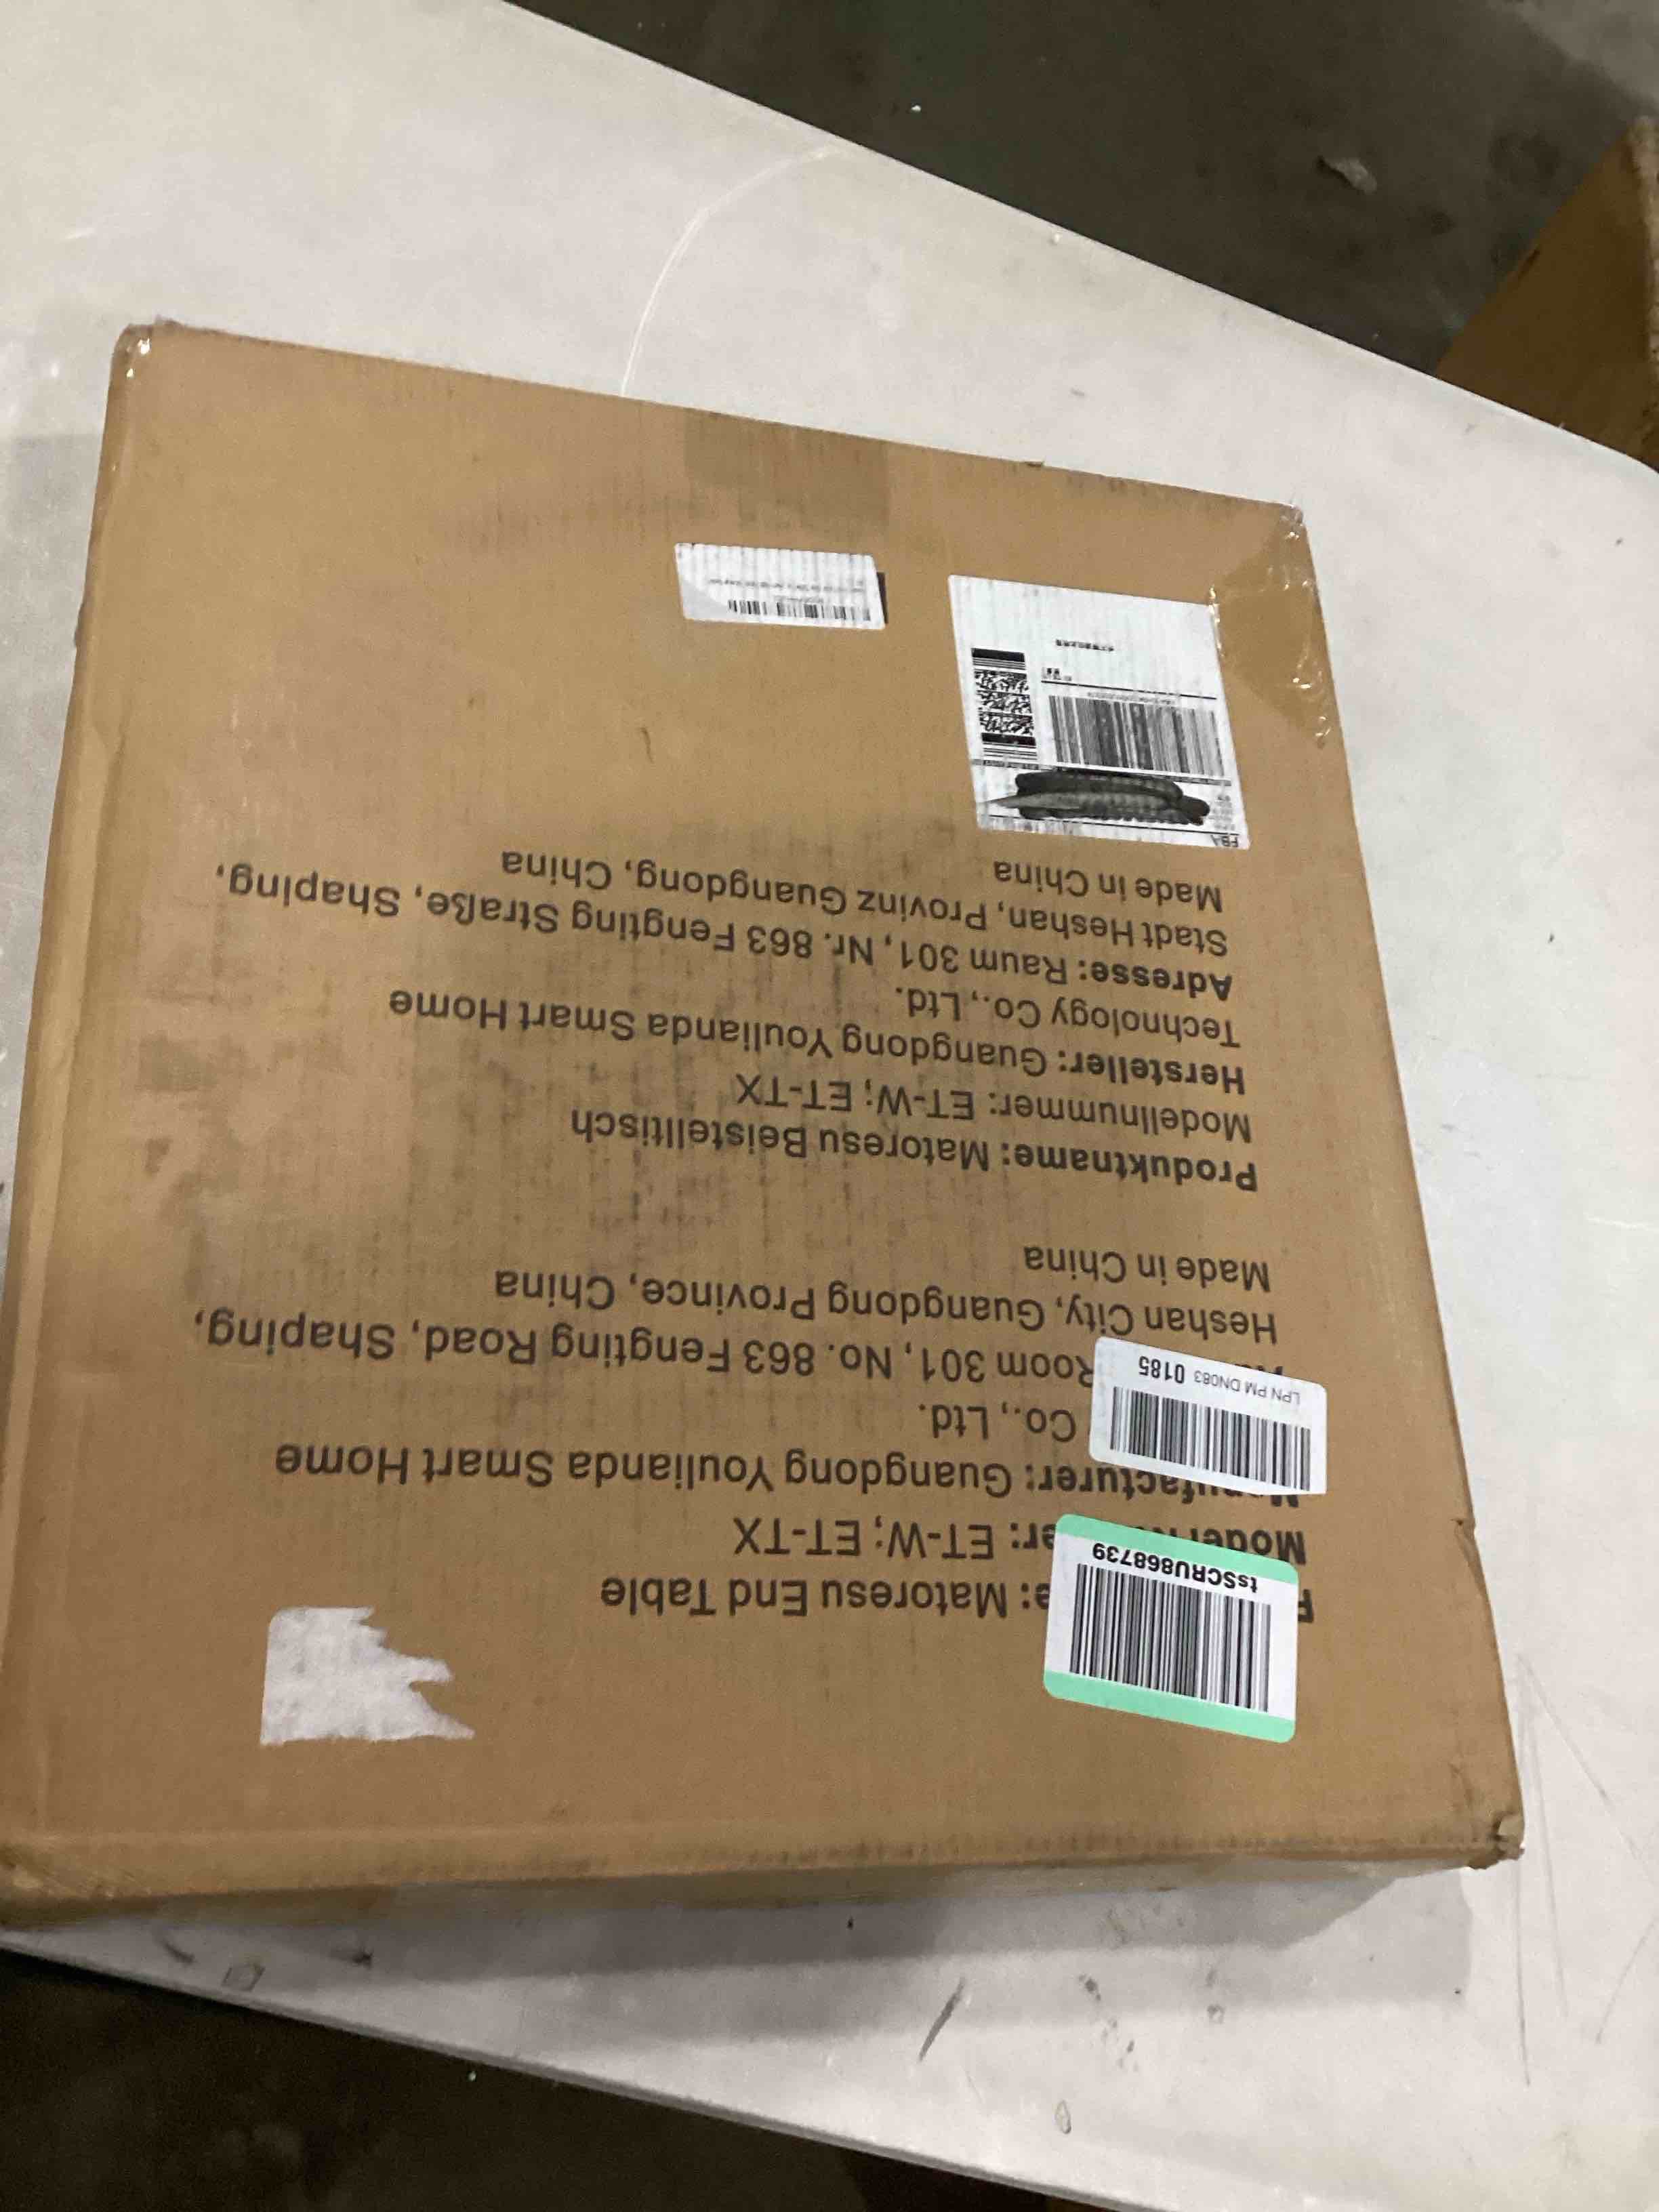 tsSCRU868739
e: Matoresu End Table
Model er: ET-W; ET-TX
Manufacturer: Guangdong Youlianda Smart Home
Co., Ltd.
LPN PM DN083 0185
Room 301, No. 863 Fengting Road, Shaping,
Heshan City, Guangdong Province, China
Made in China
Produktname: Matoresu Beistelltisch
Modellnummer: ET-W; ET-TX
Hersteller: Guangdong Youlianda Smart Home
Technology Co., Ltd.
Adresse: Raum 301, Nr. 863 Fengting Straße, Shaping,
Stadt Heshan, Provinz Guangdong, China
Made in China
FBA